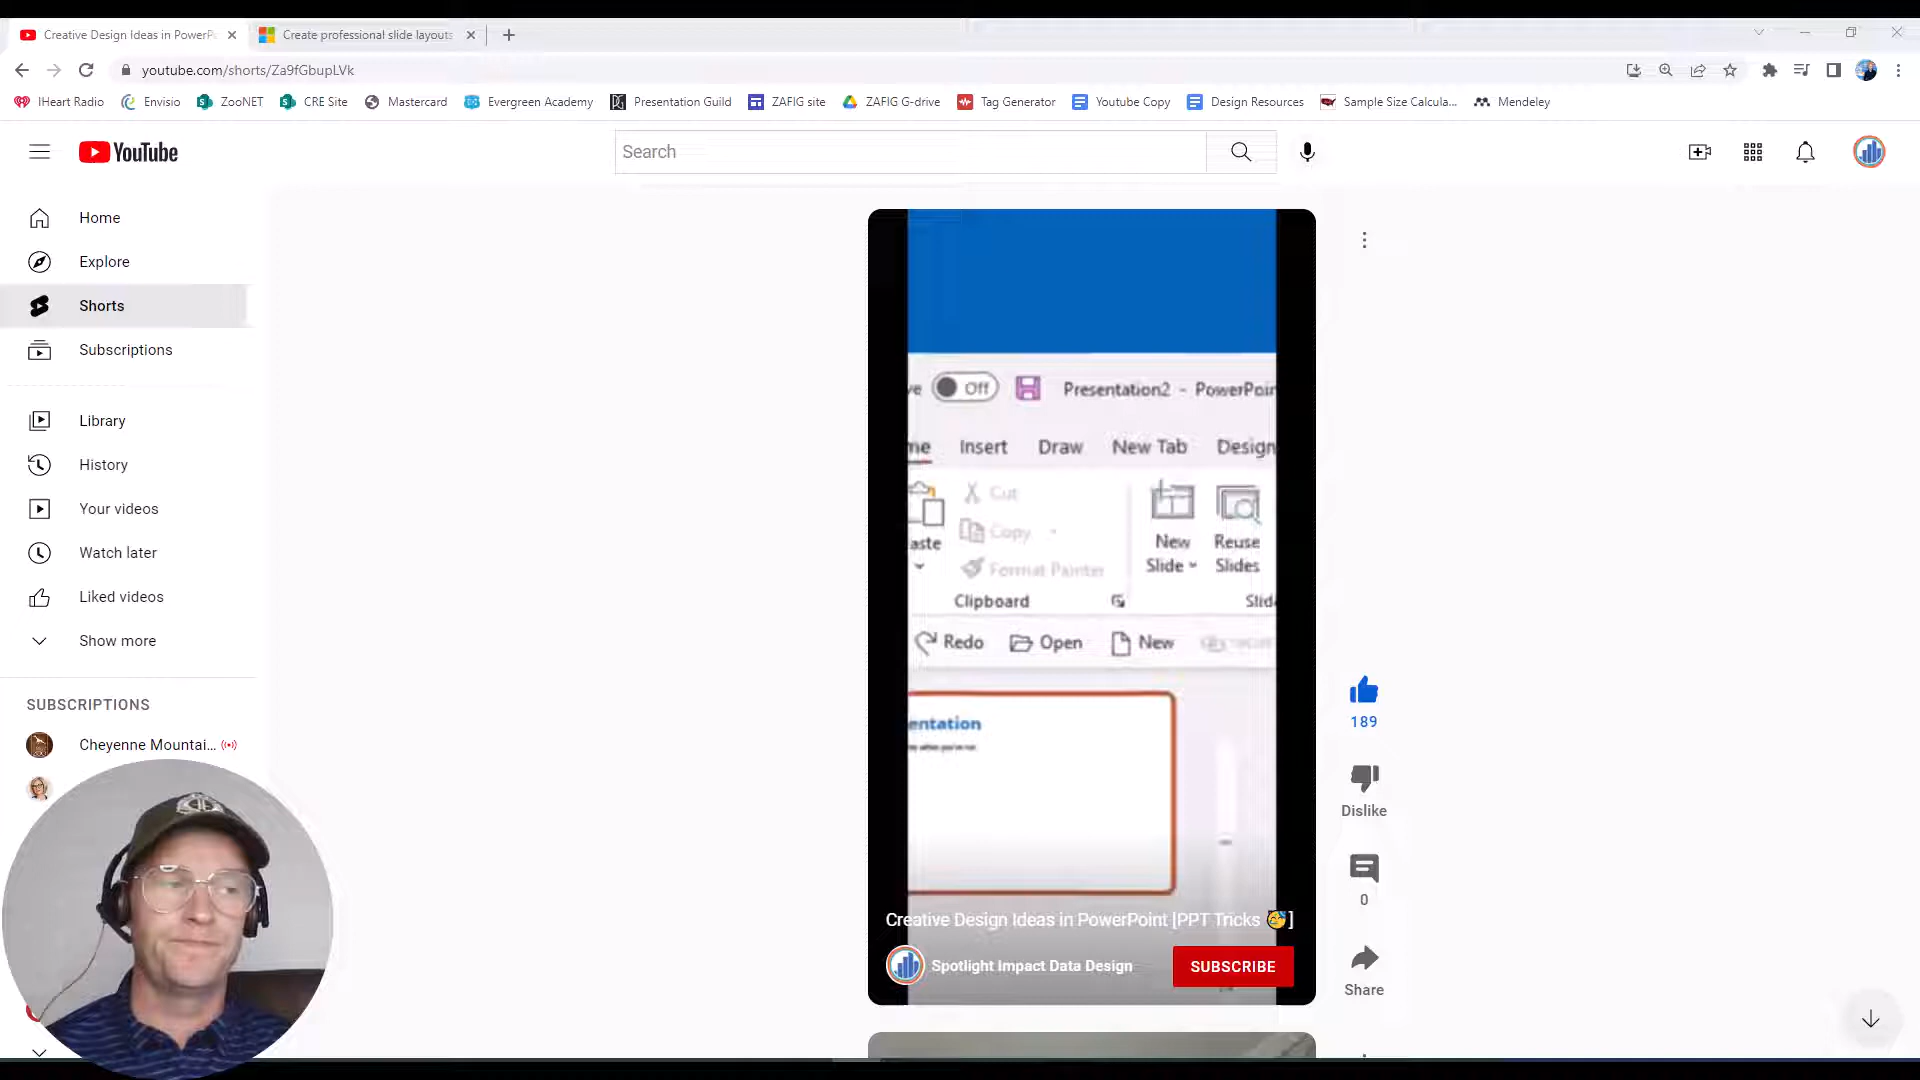 Creative Design Ideas in PowerP
Create professional slide layouts
youtube.com/shorts/Za9fGbupLVk
IHeart Radio
Envisio
ZooNET
CRE Site
Mastercard
Evergreen Academy
Presentation Guild
ZAFIG site
ZAFIG G-drive
Tag Generator
Youtube Copy
Design Resources
Sample Size Calcula...
Mendeley
YouTube
Search
Home
Explore
Shorts
Subscriptions
Library
History
Your videos
Watch later
Liked videos
Show more
SUBSCRIPTIONS
Cheyenne Mountai...
ve Off Presentation2 - PowerPoin
me Insert Draw New Tab Design
Cut
Copy
aste
Format Painter
New
Slide
Reuse
Slides
Clipboard
Slid
Redo Open New
entation
Creative Design Ideas in PowerPoint [PPT Tricks 🥳]
Spotlight Impact Data Design
SUBSCRIBE
189
Dislike
0
Share